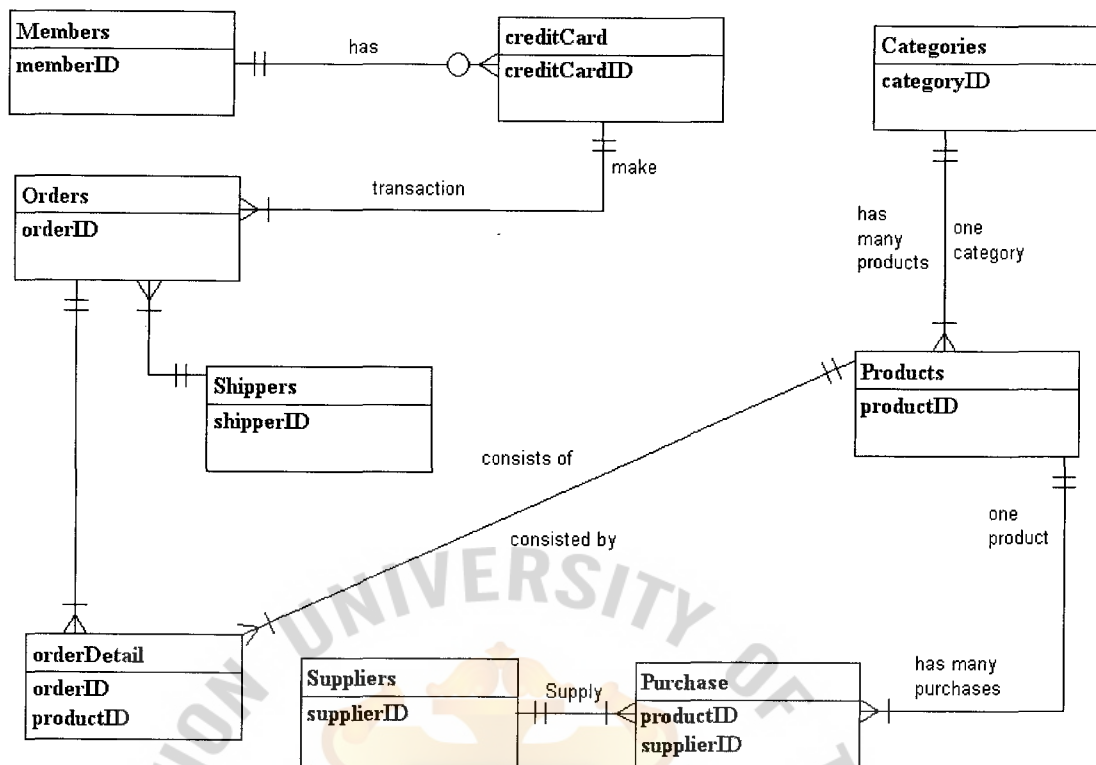 Members
memberID
has
creditCard
creditCardID
Categories
categoryID
make
transaction
Orders
orderID
has
many
products
one
category
Shippers
shipperID
Products
productID
consists of
consisted by
one
product
orderDetail
orderID
productID
Suppliers
supplierID
Supply
Purchase
productID
supplierID
has many
purchases
UNIVERSITY OF